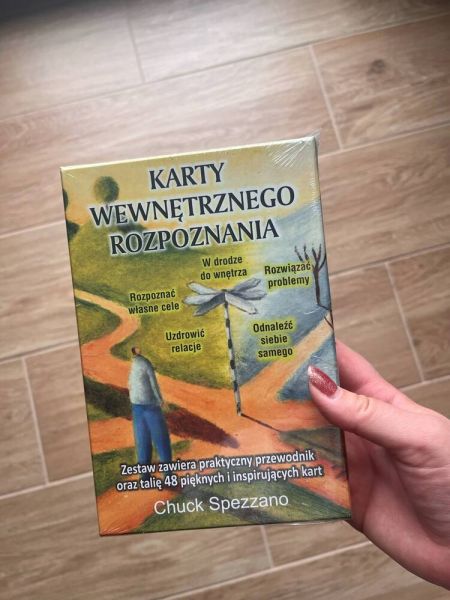 KARTY
WEWNĘTRZNEGO
ROZPOZNANIA
W drodze
do wnętrza
Rozwiązać
problemy
Rozpoznać
własne cele
Uzdrowić
relacje
Odnaleźć
siebie
samego
Zestaw zawiera praktyczny przewodnik
oraz talię 48 pięknych i inspirujących kart
Chuck Spezzano